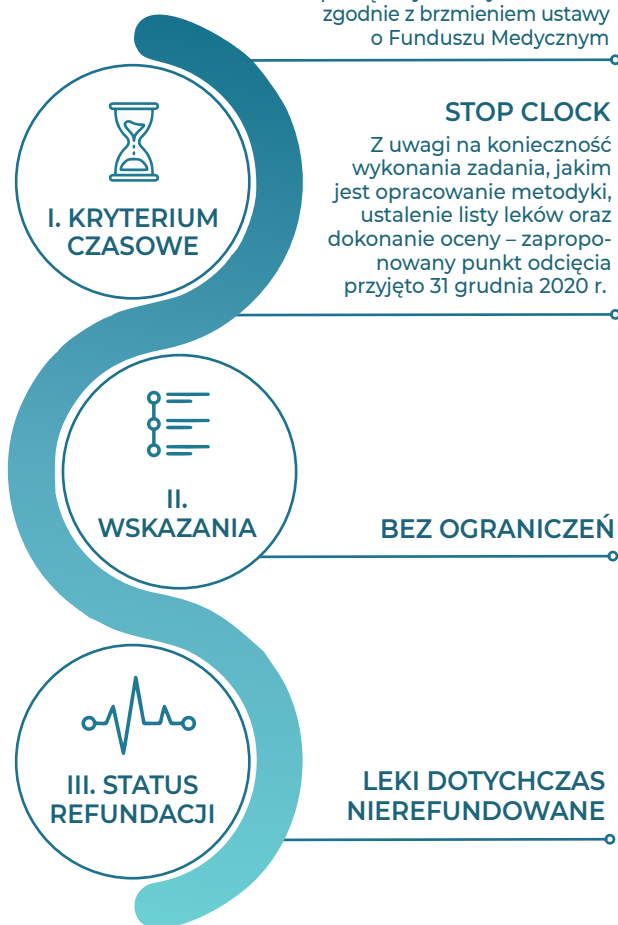 zgodnie z brzmieniem ustawy
o Funduszu Medycznym
I. KRYTERIUM
CZASOWE
STOP CLOCK
Z uwagi na konieczność
wykonania zadania, jakim
jest opracowanie metodyki,
ustalenie listy leków oraz
dokonanie oceny – zapropo-
nowany punkt odcięcia
przyjęto 31 grudnia 2020 r.
II.
WSKAZANIA
BEZ OGRANICZEŃ
III. STATUS
REFUNDACJI
LEKI DOTYCHCZAS
NIEREFUNDOWANE